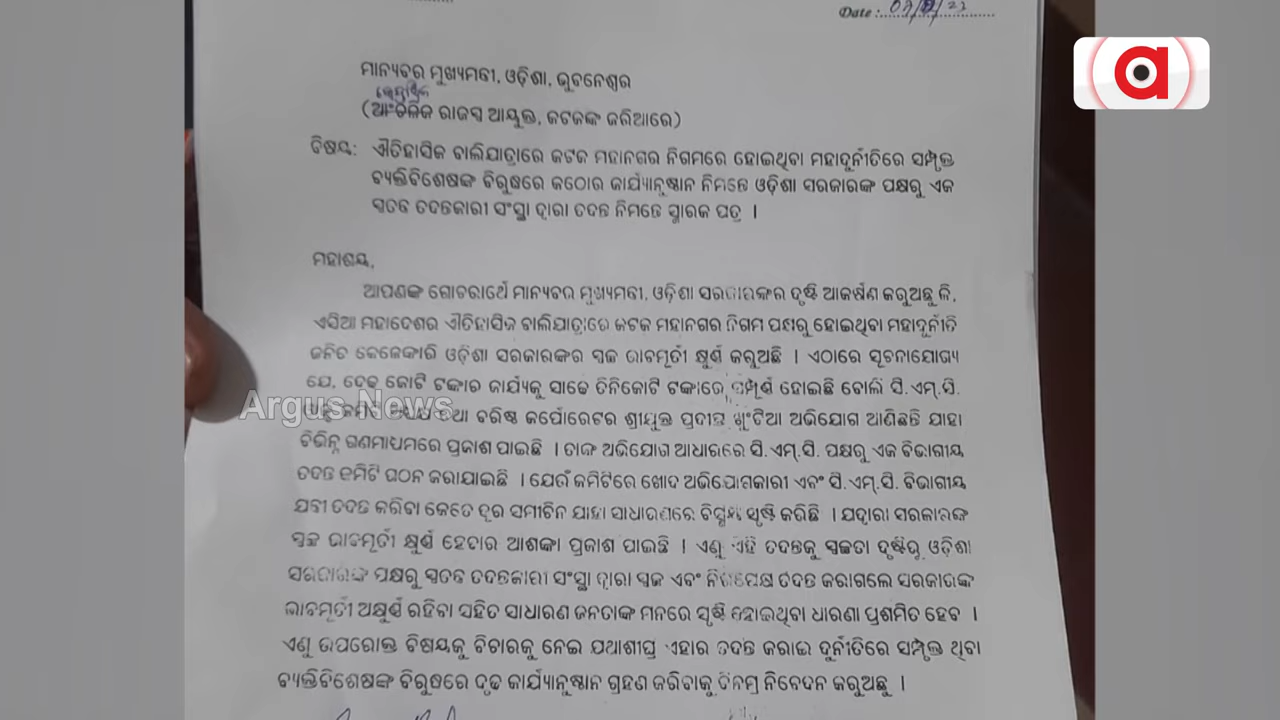 Date :
ମାନ୍ୟବର ମୁଖ୍ୟମନ୍ତ୍ରୀ, ଓଡ଼ିଶା, ଭୁବନେଶ୍ୱର
(ଆଂଚଳିକ ରାଜସ୍ୱ ଆୟୁକ୍ତ, କଟକଙ୍କ ଜରିଆରେ)
ବିଷୟ: ଐତିହାସିକ ବାଲିଯାତ୍ରାରେ କଟକ ମହାନଗର ନିଗମରେ ହୋଇଥିବା ମହାଦୁର୍ନୀତିରେ ସମ୍ପୃକ୍ତ
ବ୍ୟକ୍ତିବିଶେଷଙ୍କ ବିରୁଦ୍ଧରେ କଠୋର କାର୍ଯ୍ୟାନୁଷ୍ଠାନ ନିମନ୍ତେ ଓଡ଼ିଶା ସରକାରଙ୍କ ପକ୍ଷରୁ ଏକ
ସ୍ୱତନ୍ତ୍ର ତଦନ୍ତକାରୀ ସଂସ୍ଥା ଦ୍ୱାରା ତଦନ୍ତ ନିମନ୍ତେ ସ୍ମାରକ ପତ୍ର ।
ମହାଶୟ,
ଆପଣଙ୍କ ଗୋଚରାର୍ଥେ ମାନ୍ୟବର ମୁଖ୍ୟମନ୍ତ୍ରୀ, ଓଡ଼ିଶା ସରକାରଙ୍କର ଦୃଷ୍ଟି ଆକର୍ଷଣ କରୁଅଛୁ କି,
ଏସିଆ ମହାଦେଶର ଐତିହାସିକ ବାଲିଯାତ୍ରାରେ କଟକ ମହାନଗର ନିଗମ ପକ୍ଷରୁ ହୋଇଥିବା ମହାଦୁର୍ନୀତି
ଜନିତ କେଳେଙ୍କାରି ଓଡ଼ିଶା ସରକାରଙ୍କର ସ୍ୱଚ୍ଛ ଭାବମୂର୍ତୀ କ୍ଷୁର୍ଣ କରୁଅଛି । ଏଠାରେ ସୂଚନାଯୋଗ୍ୟ
ଯେ, ଦେଢ଼ କୋଟି ଟଙ୍କାର କାର୍ଯ୍ୟକୁ ସାଢେ ତିନିକୋଟି ଟଙ୍କାରେ ସମ୍ପୂର୍ଣ୍ଣ ହୋଇଛି ବୋଲି ସି.ଏମ୍.ସି.
କମିଟି ଅଧ୍ୟକ୍ଷ ତଥା ବରିଷ୍ଠ କର୍ପୋରେଟର ଶ୍ରୀଯୁକ୍ତ ଖୁଂଟିଆ ଅଭିଯୋଗ ଆଣିଛନ୍ତି ଯାହା
ବିଭିନ୍ନ ଗଣମାଧ୍ୟମରେ ପ୍ରକାଶ ପାଇଛି । ତାଙ୍କ ଅଭିଯୋଗ ଆଧାରରେ ସି.ଏମ୍.ସି. ପକ୍ଷରୁ ଏକ ବିଭାଗୀୟ
ତଦନ୍ତ କମିଟି ଗଠନ କରାଯାଇଛି । ଯେଉଁ କମିଟିରେ ଖୋଦ ଅଭିଯୋଗକାରୀ ଏବଂ ସି.ଏମ୍.ସି. ବିଭାଗୀୟ
ଯନ୍ତ୍ରୀ ତଦନ୍ତ କରିବା କେତେ ଦୂର ସମୀଚିନ ଯାହା ସାଧାରଣରେ ବିସ୍ମୟ ସୃଷ୍ଟି କରିଛି । ଯଦ୍ୱାରା ସରକାରଙ୍କ
ସ୍ୱଚ୍ଛ ଭାବମୂର୍ତୀ କ୍ଷୁର୍ଣ ହେବାର ଆଶଙ୍କା ପ୍ରକାଶ ପାଇଛି । ଏଣୁ ଏହି ତଦନ୍ତକୁ ସ୍ୱଚ୍ଛତା ଦୃଷ୍ଟିରୁ ଓଡ଼ିଶା
ସରକାରଙ୍କ ପକ୍ଷରୁ ସ୍ୱତନ୍ତ୍ର ତଦନ୍ତକାରୀ ସଂସ୍ଥା ଦ୍ୱାରା ସ୍ୱଚ୍ଛ ଏବଂ ନିରପେକ୍ଷ ତଦନ୍ତ କରାଗଲେ ସରକାରଙ୍କ
ଭାବମୂର୍ତୀ ଅକ୍ଷୁର୍ଣ ରହିବା ସହିତ ସାଧାରଣ ଜନତାଙ୍କ ମନରେ ସୃଷ୍ଟି ହୋଇଥିବା ଧାରଣା ପ୍ରଶମିତ ହେବ ।
ଏଣୁ ଉପରୋକ୍ତ ବିଷୟକୁ ବିଚାରକୁ ନେଇ ଯଥାଶୀଘ୍ର ଏହାର ତଦନ୍ତ କରାଇ ଦୁର୍ନୀତିରେ ସମ୍ପୃକ୍ତ ଥିବା
ବ୍ୟକ୍ତିବିଶେଷଙ୍କ ବିରୁଦ୍ଧରେ ଦୃଢ କାର୍ଯ୍ୟାନୁଷ୍ଠାନ ଗ୍ରହଣ କରିବାକୁ ବିନମ୍ର ନିବେଦନ କରୁଅଛୁ ।
Argus News
a